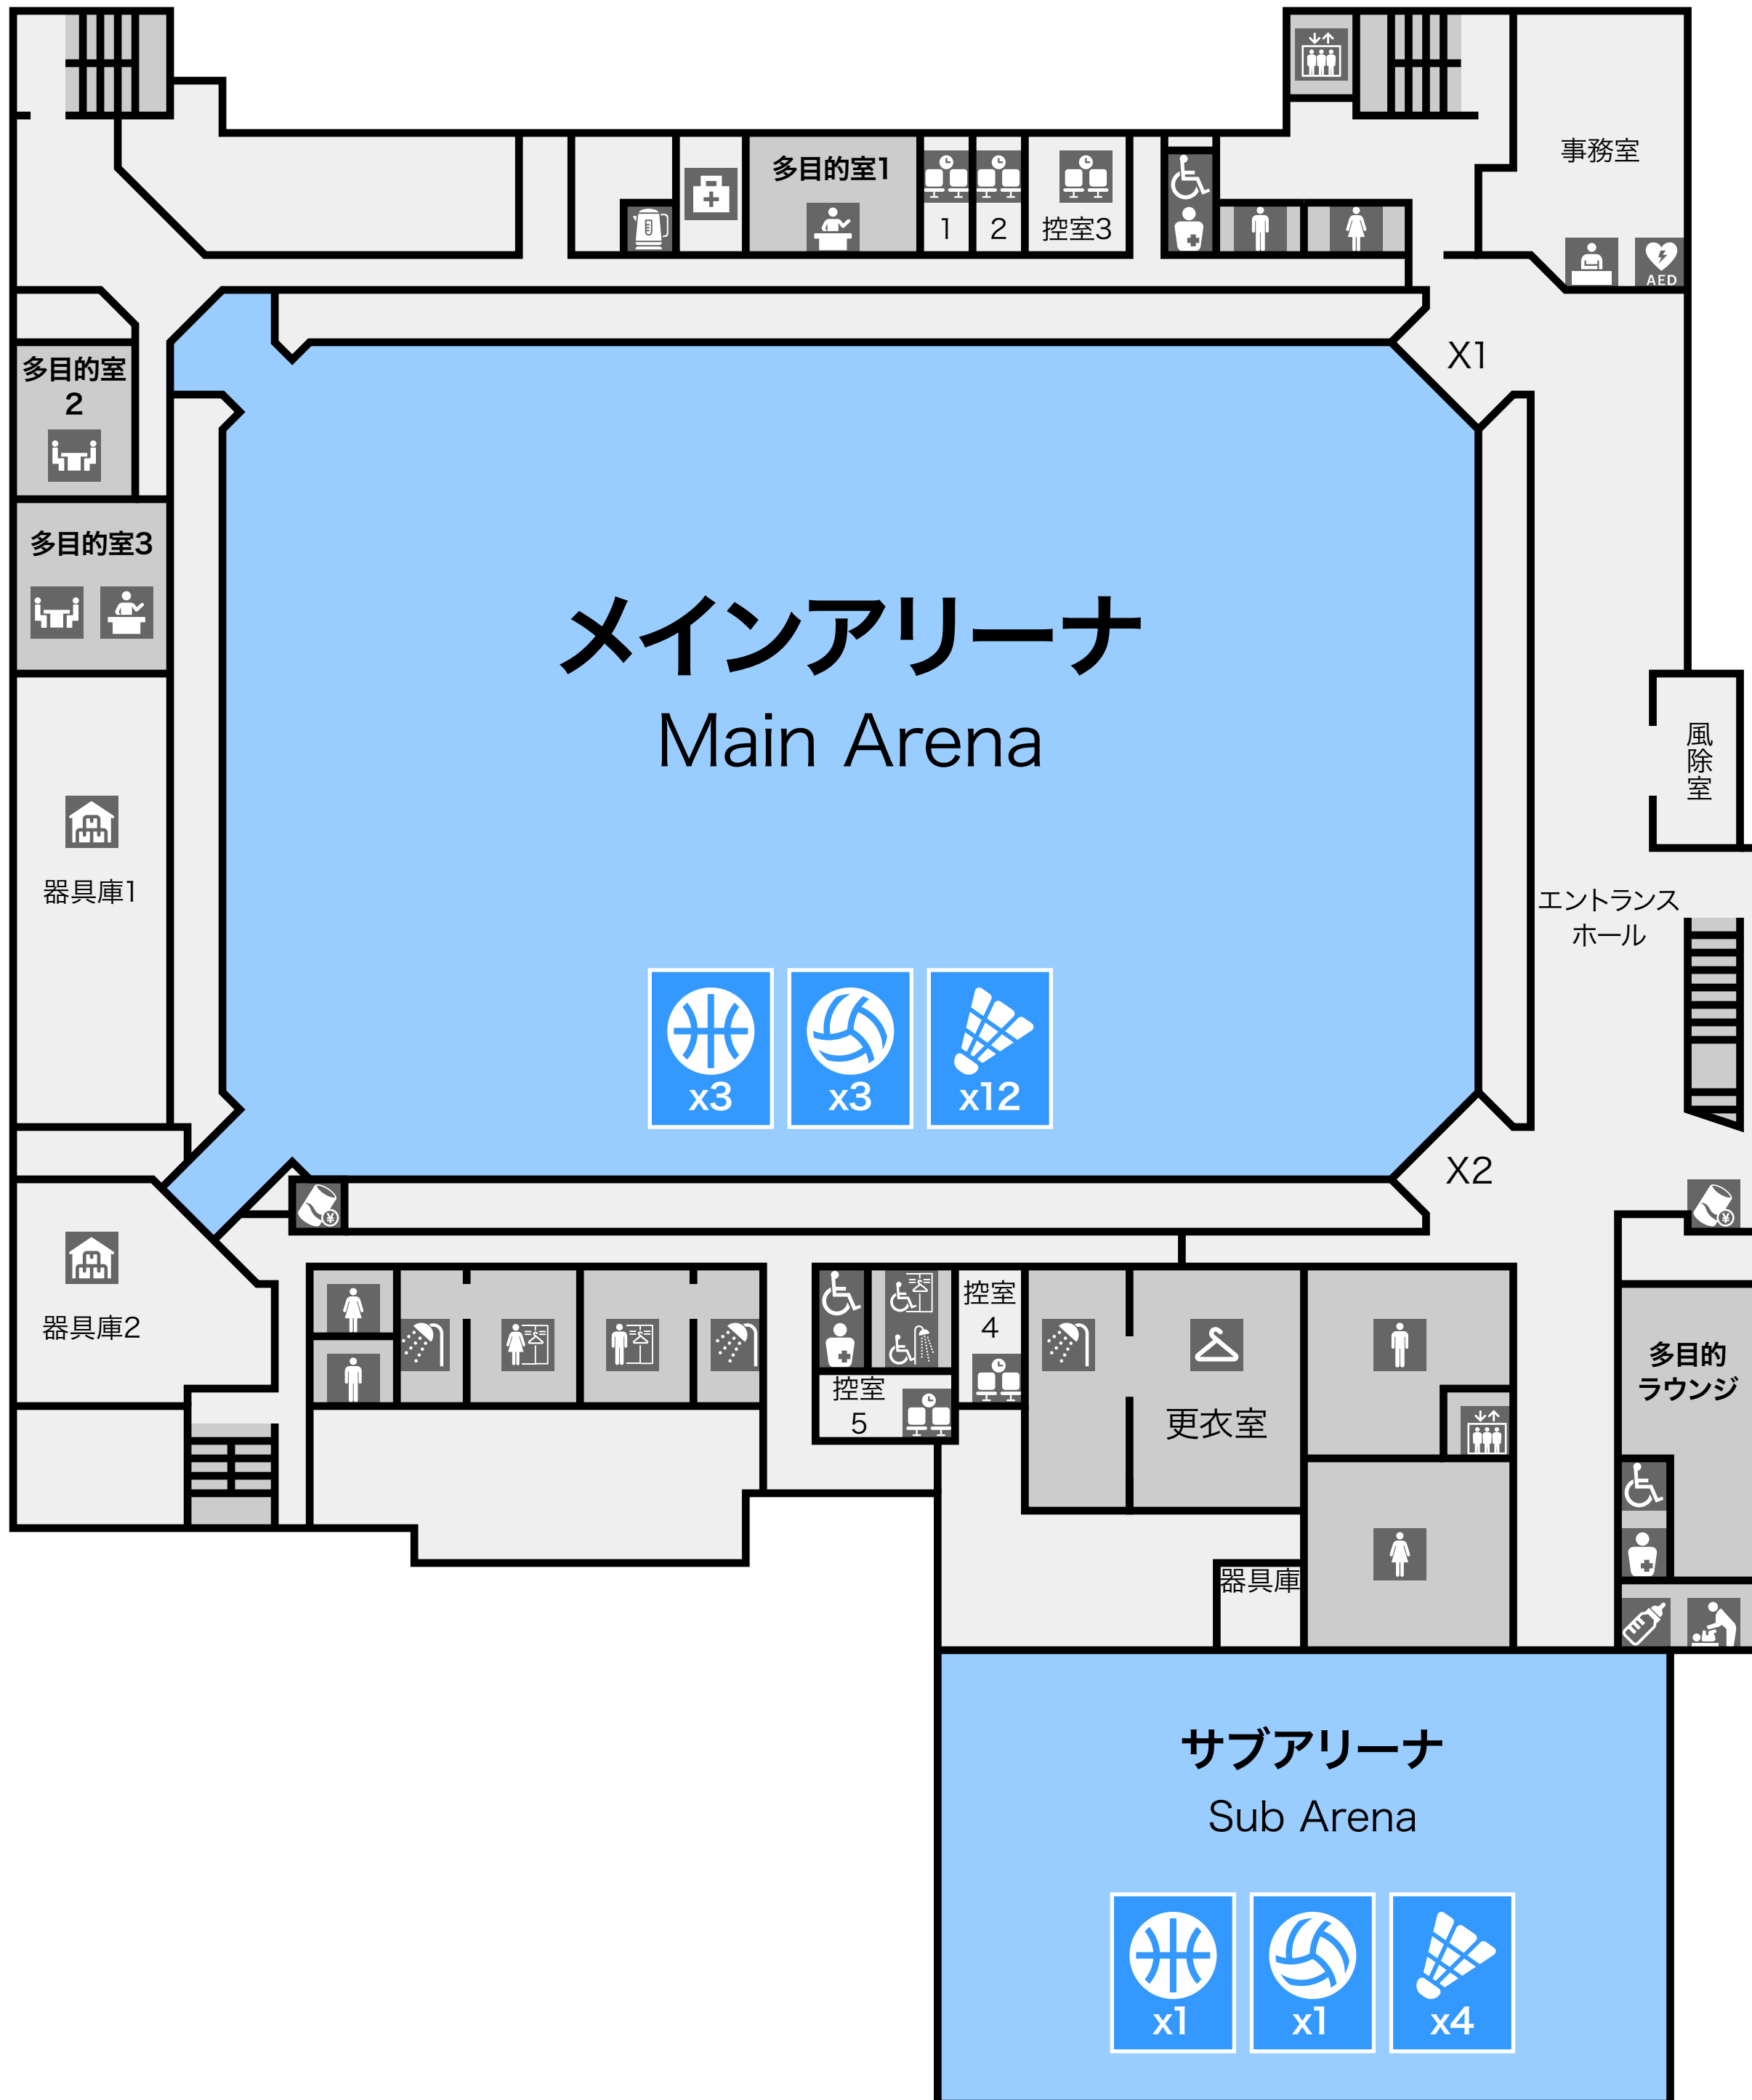 多目的室1
1
2
控室3
事務室
AED
X1
多目的室
2
多目的室3
メインアリーナ
Main Arena
風除室
器具庫1
エントランス
ホール
x3
x3
x12
X2
¥
¥
器具庫2
控室
4
控室
5
更衣室
多目的
ラウンジ
器具庫
サブアリーナ
Sub Arena
x1
x1
x4